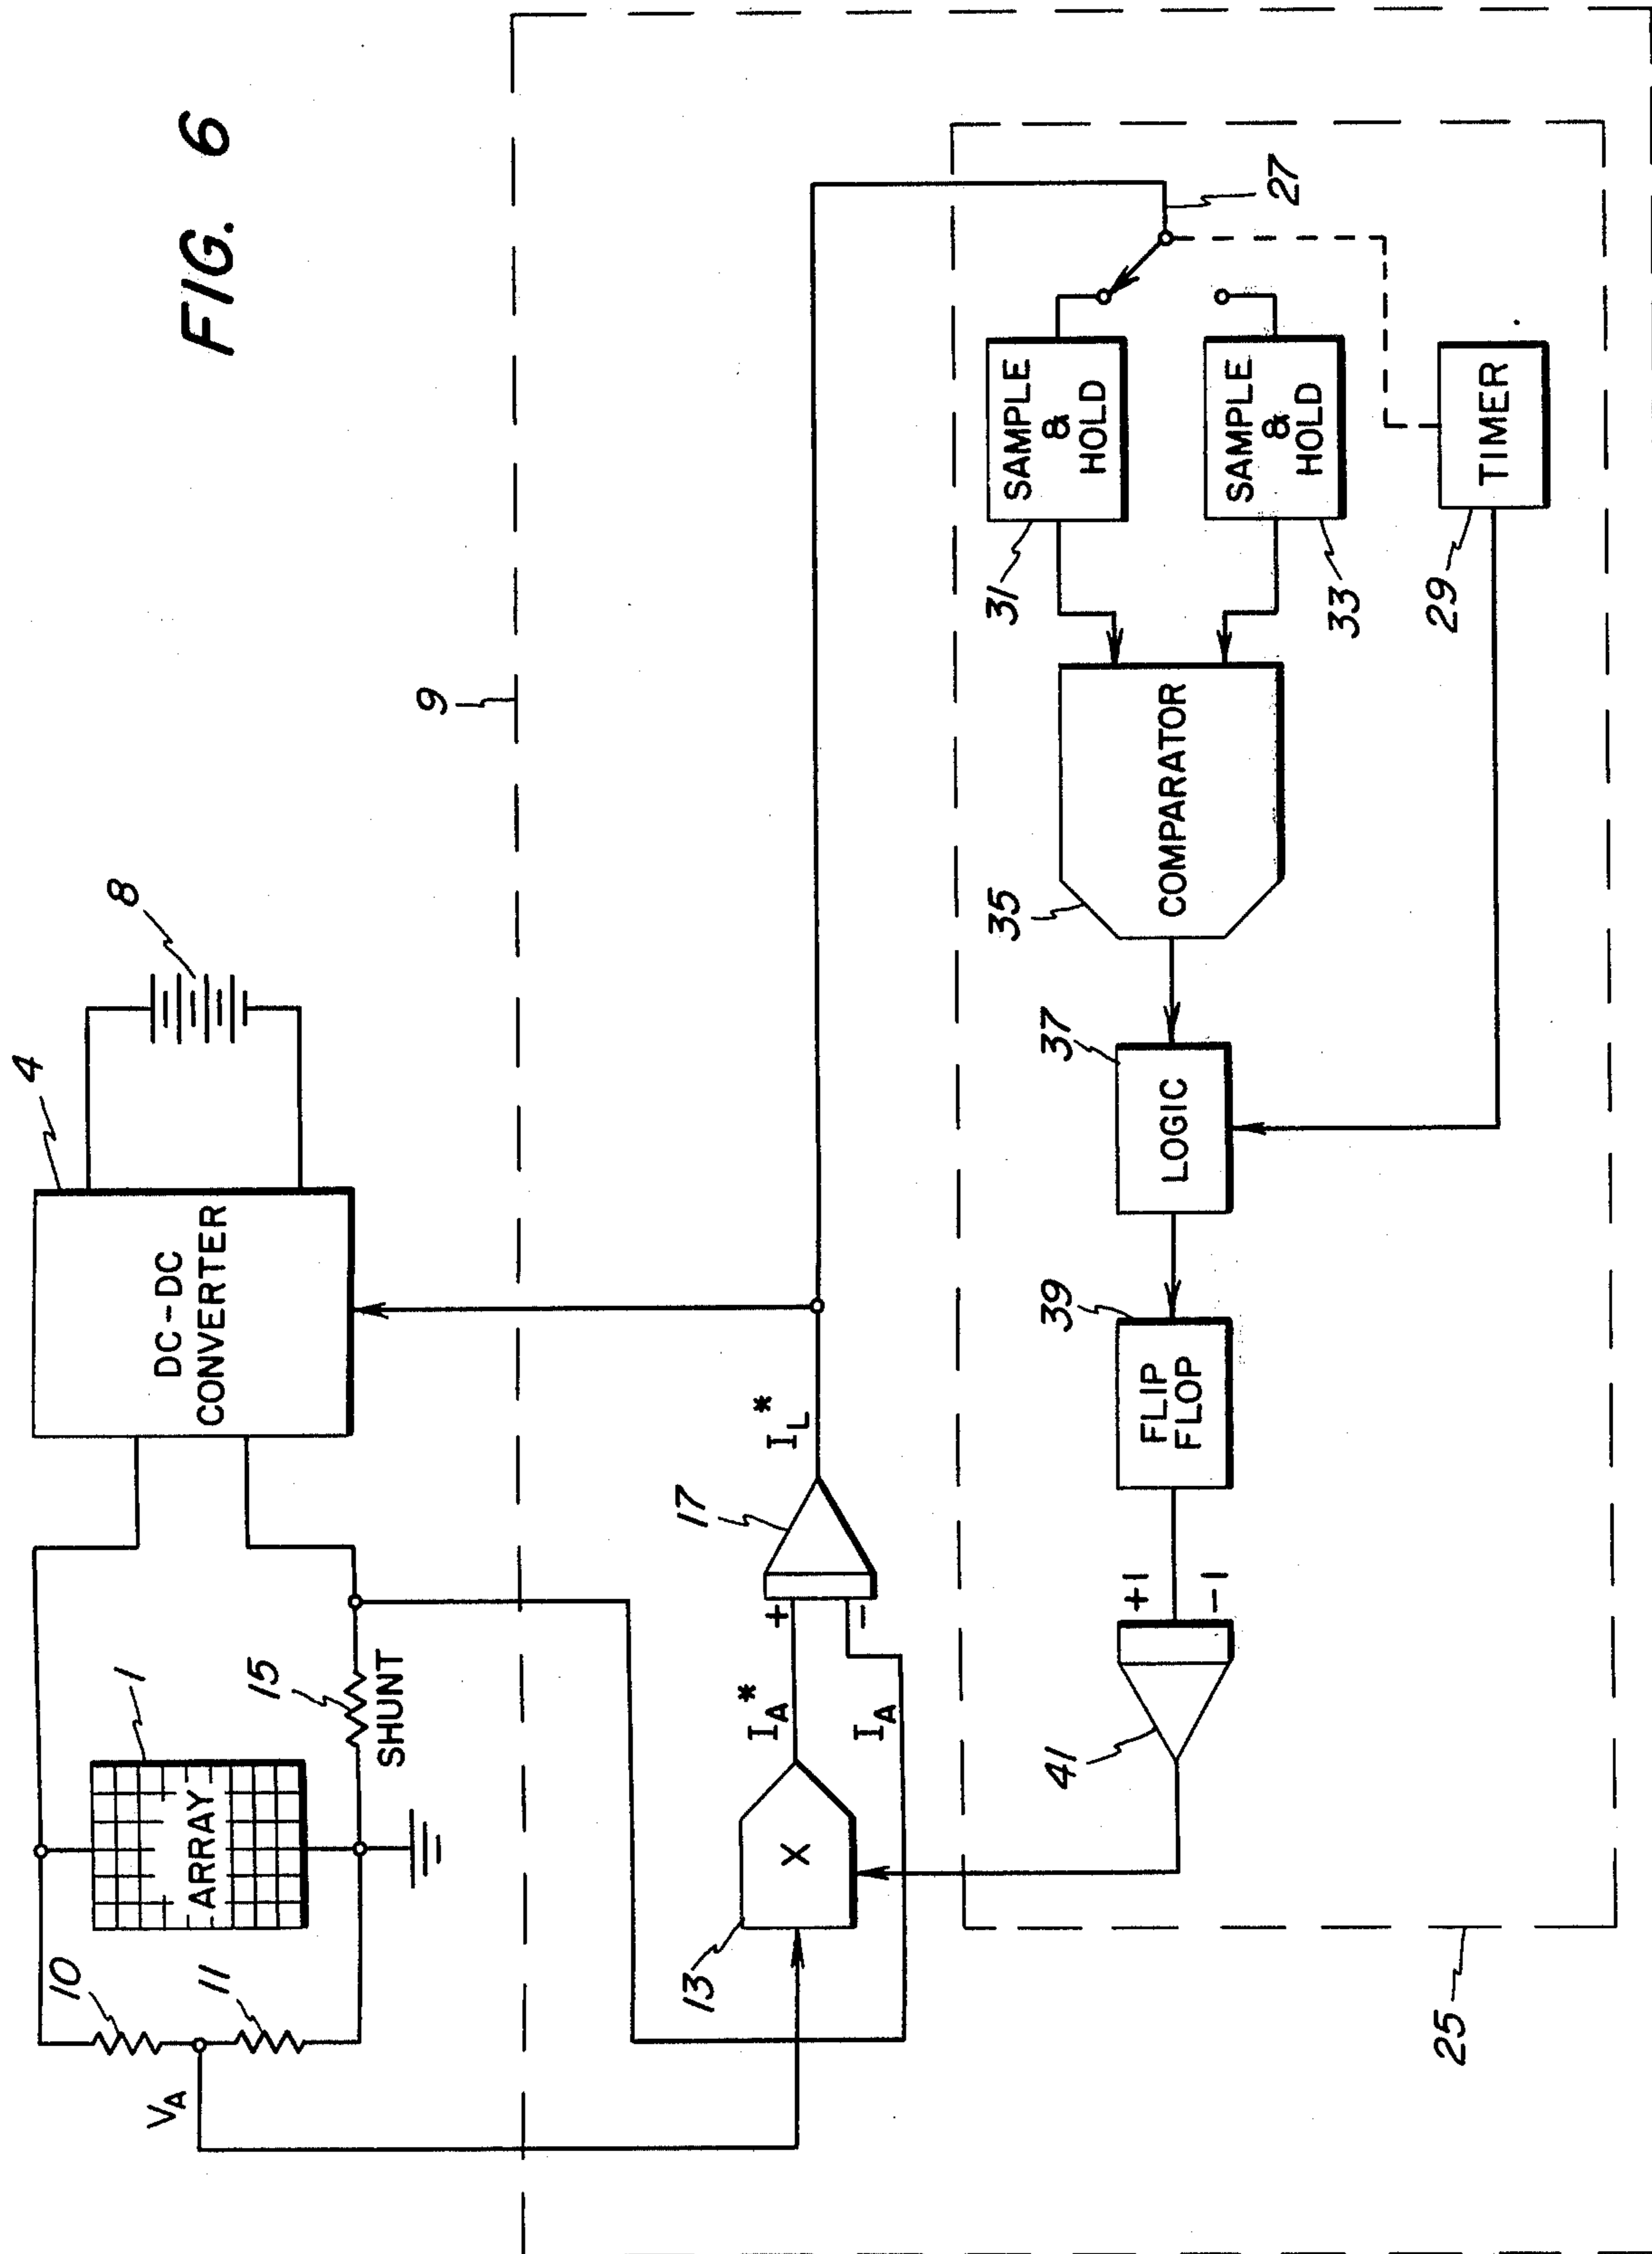 FIG. 6
4
8
DC-DC
CONVERTER
1
ARRAY
10
11
15
SHUNT
VA
9
13
X
IA*
IA
+
-
17
IL*
25
27
SAMPLE
&
HOLD
31
SAMPLE
&
HOLD
33
TIMER
29
COMPARATOR
35
LOGIC
37
FLIP
FLOP
39
+1
-1
41